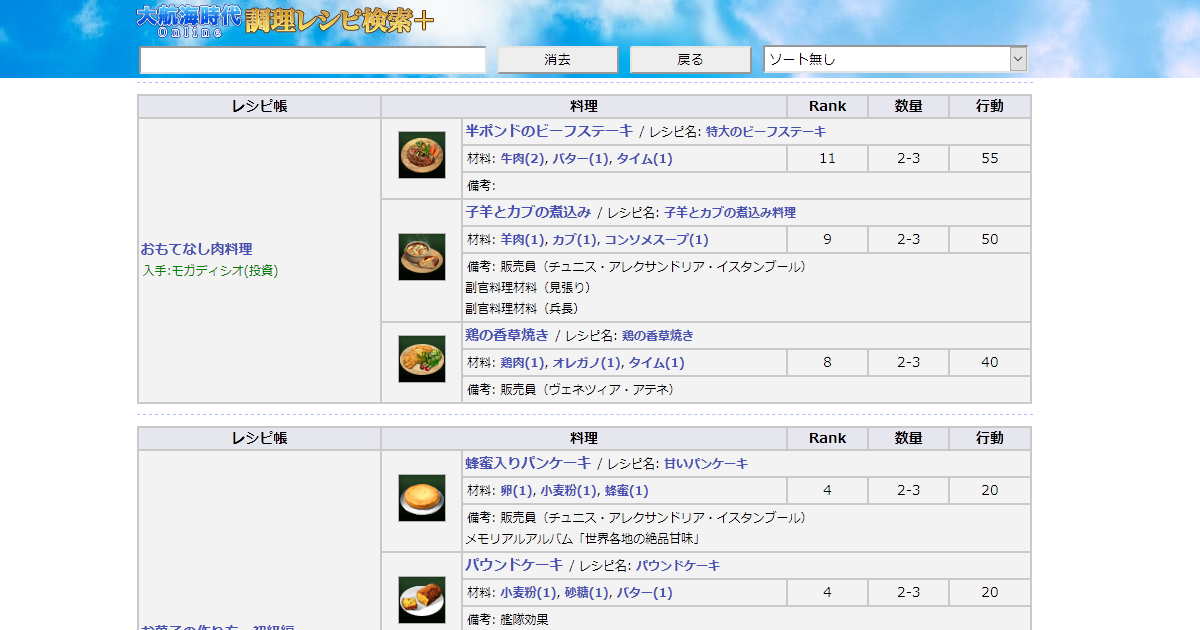 大航海時代
Online
調理レシピ検索+
消去 戻る ソート無し
レシピ帳 料理 Rank 数量 行動
おもてなし肉料理
入手:モガディシオ(投資)
半ポンドのビーフステーキ / レシピ名: 特大のビーフステーキ
材料: 牛肉(2), バター(1), タイム(1) 11 2-3 55
備考:
子羊とカブの煮込み / レシピ名: 子羊とカブの煮込み料理
材料: 羊肉(1), カブ(1), コンソメスープ(1) 9 2-3 50
備考: 販売員（チュニス・アレクサンドリア・イスタンブール）
副官料理材料（見張り）
副官料理材料（兵長）
鶏の香草焼き / レシピ名: 鶏の香草焼き
材料: 鶏肉(1), オレガノ(1), タイム(1) 8 2-3 40
備考: 販売員（ヴェネツィア・アテネ）
レシピ帳 料理 Rank 数量 行動
蜂蜜入りパンケーキ / レシピ名: 甘いパンケーキ
材料: 卵(1), 小麦粉(1), 蜂蜜(1) 4 2-3 20
備考: 販売員（チュニス・アレクサンドリア・イスタンブール）
メモリアルアルバム「世界各地の絶品甘味」
パウンドケーキ / レシピ名: パウンドケーキ
材料: 小麦粉(1), 砂糖(1), バター(1) 4 2-3 20
備考: 艦隊効果